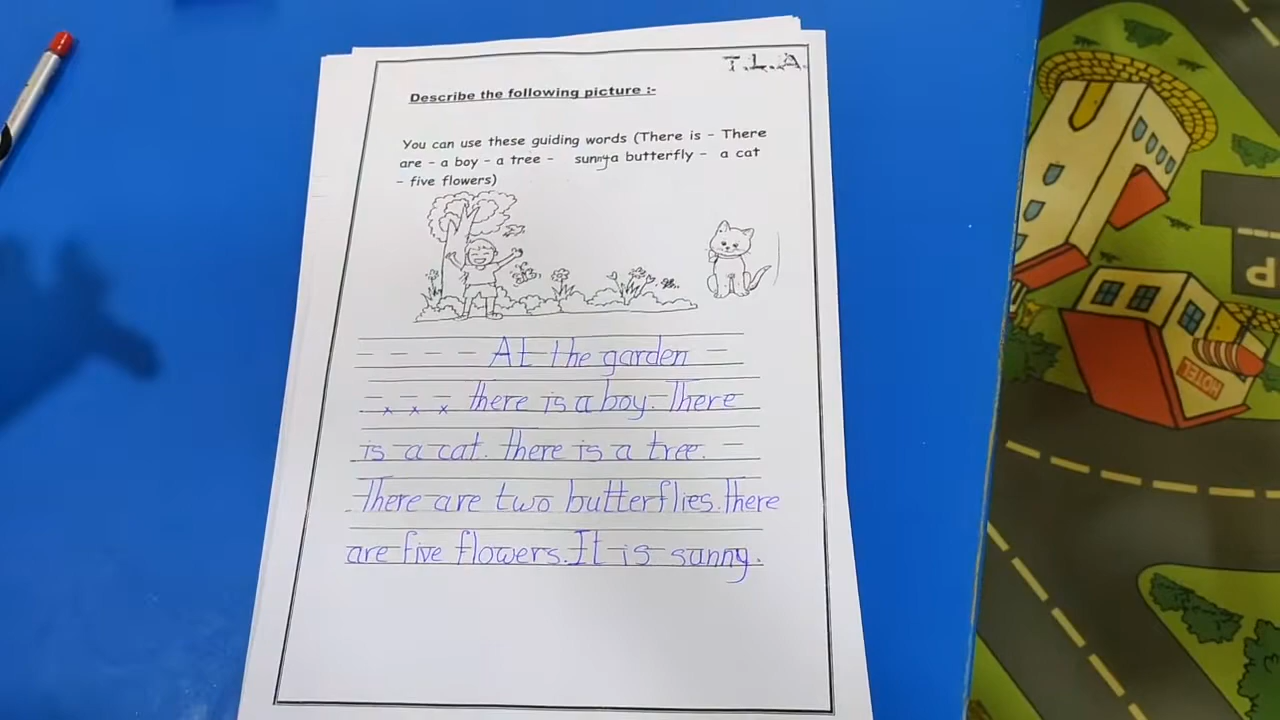 T.L.A.
Describe the following picture :-
You can use these guiding words (There is - There
are - a boy - a tree - sunny a butterfly - a cat
- five flowers)
At the garden
x x x there is a boy. There
is a cat. there is a tree.
There are two butterflies. There
are five flowers. It is sunny.
P
HOTEL